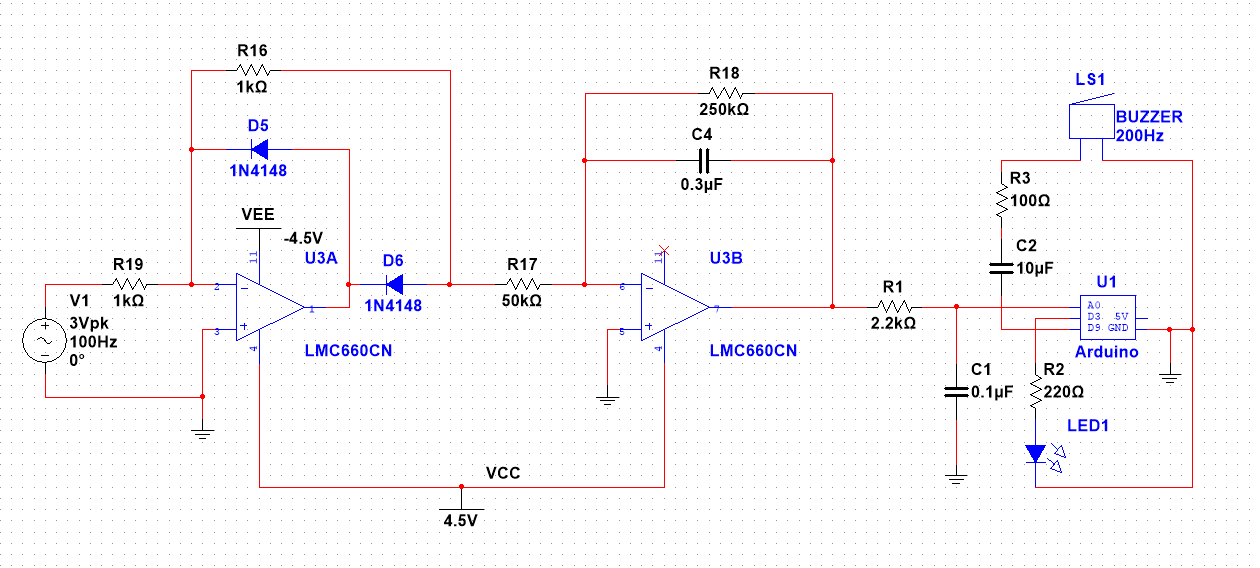 R16
1kΩ
D5
1N4148
VEE
-4.5V
11
U3A
D6
1N4148
R19
1kΩ
2
3
1
4
LMC660CN
V1
3Vpk
100Hz
0°
VCC
4.5V
R18
250kΩ
C4
0.3µF
R17
50kΩ
11
U3B
6
5
7
4
LMC660CN
R1
2.2kΩ
C1
0.1µF
LS1
BUZZER
200Hz
R3
100Ω
C2
10µF
U1
A0
D3 5V
D9 GND
Arduino
R2
220Ω
LED1